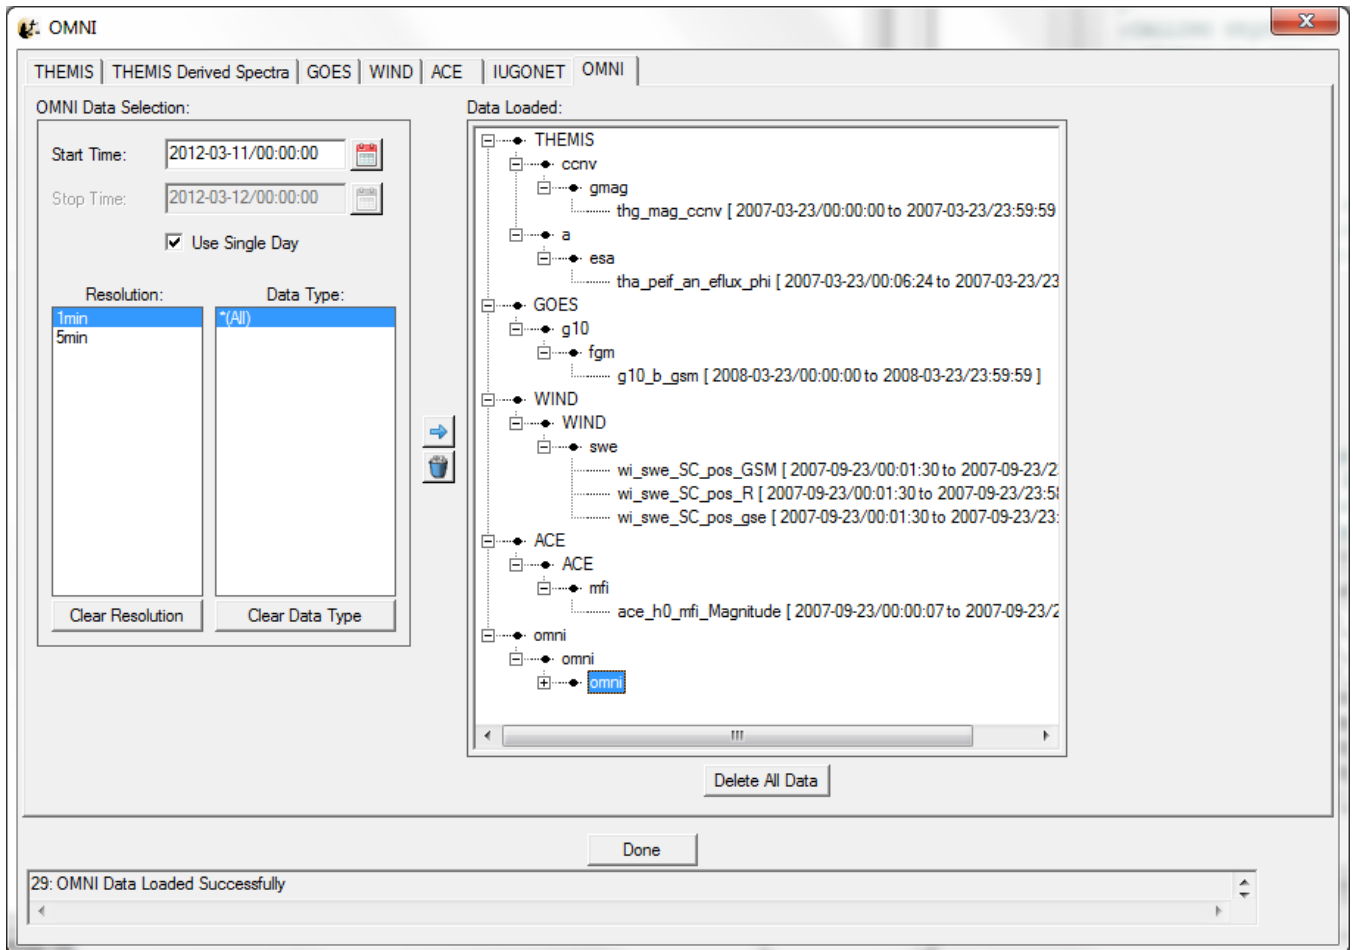 OMNI
THEMIS THEMIS Derived Spectra GOES WIND ACE IUGONET OMNI
OMNI Data Selection:
Start Time: 2012-03-11/00:00:00
Stop Time: 2012-03-12/00:00:00
Use Single Day
Resolution: Data Type:
1min *(All)
5min
Clear Resolution Clear Data Type
Data Loaded:
THEMIS
ccnv
gmag
thg_mag_ccnv [ 2007-03-23/00:00:00 to 2007-03-23/23:59:59
a
esa
tha_peif_an_eflux_phi [ 2007-03-23/00:06:24 to 2007-03-23/23
GOES
g10
fgm
g10_b_gsm [ 2008-03-23/00:00:00 to 2008-03-23/23:59:59 ]
WIND
WIND
swe
wi_swe_SC_pos_GSM [ 2007-09-23/00:01:30 to 2007-09-23/2
wi_swe_SC_pos_R [ 2007-09-23/00:01:30 to 2007-09-23/23:58
wi_swe_SC_pos_gse [ 2007-09-23/00:01:30 to 2007-09-23/23:
ACE
ACE
mfi
ace_h0_mfi_Magnitude [ 2007-09-23/00:00:07 to 2007-09-23/2
omni
omni
omni
Delete All Data
Done
29: OMNI Data Loaded Successfully